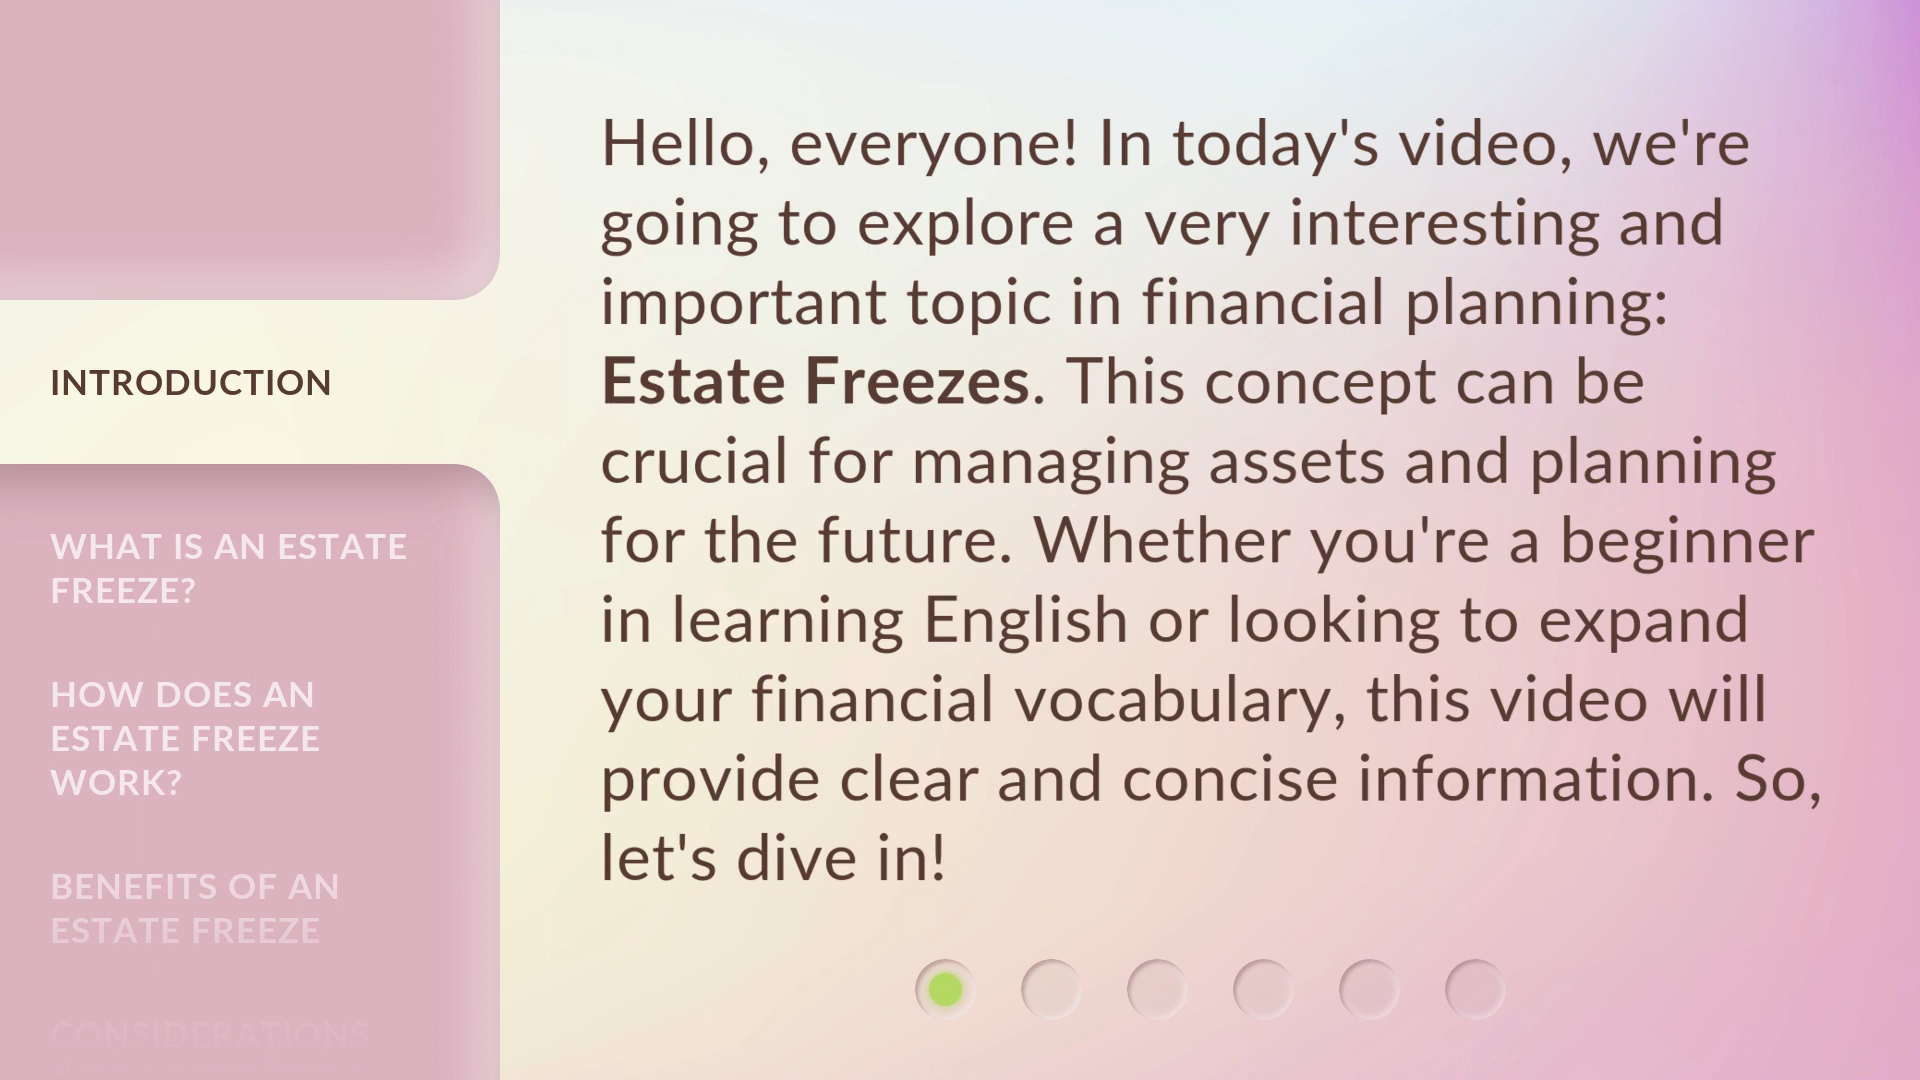 INTRODUCTION
WHAT IS AN ESTATE
FREEZE?
HOW DOES AN
ESTATE FREEZE
WORK?
BENEFITS OF AN
ESTATE FREEZE
CONSIDERATIONS
Hello, everyone! In today's video, we're
going to explore a very interesting and
important topic in financial planning:
Estate Freezes. This concept can be
crucial for managing assets and planning
for the future. Whether you're a beginner
in learning English or looking to expand
your financial vocabulary, this video will
provide clear and concise information. So,
let's dive in!